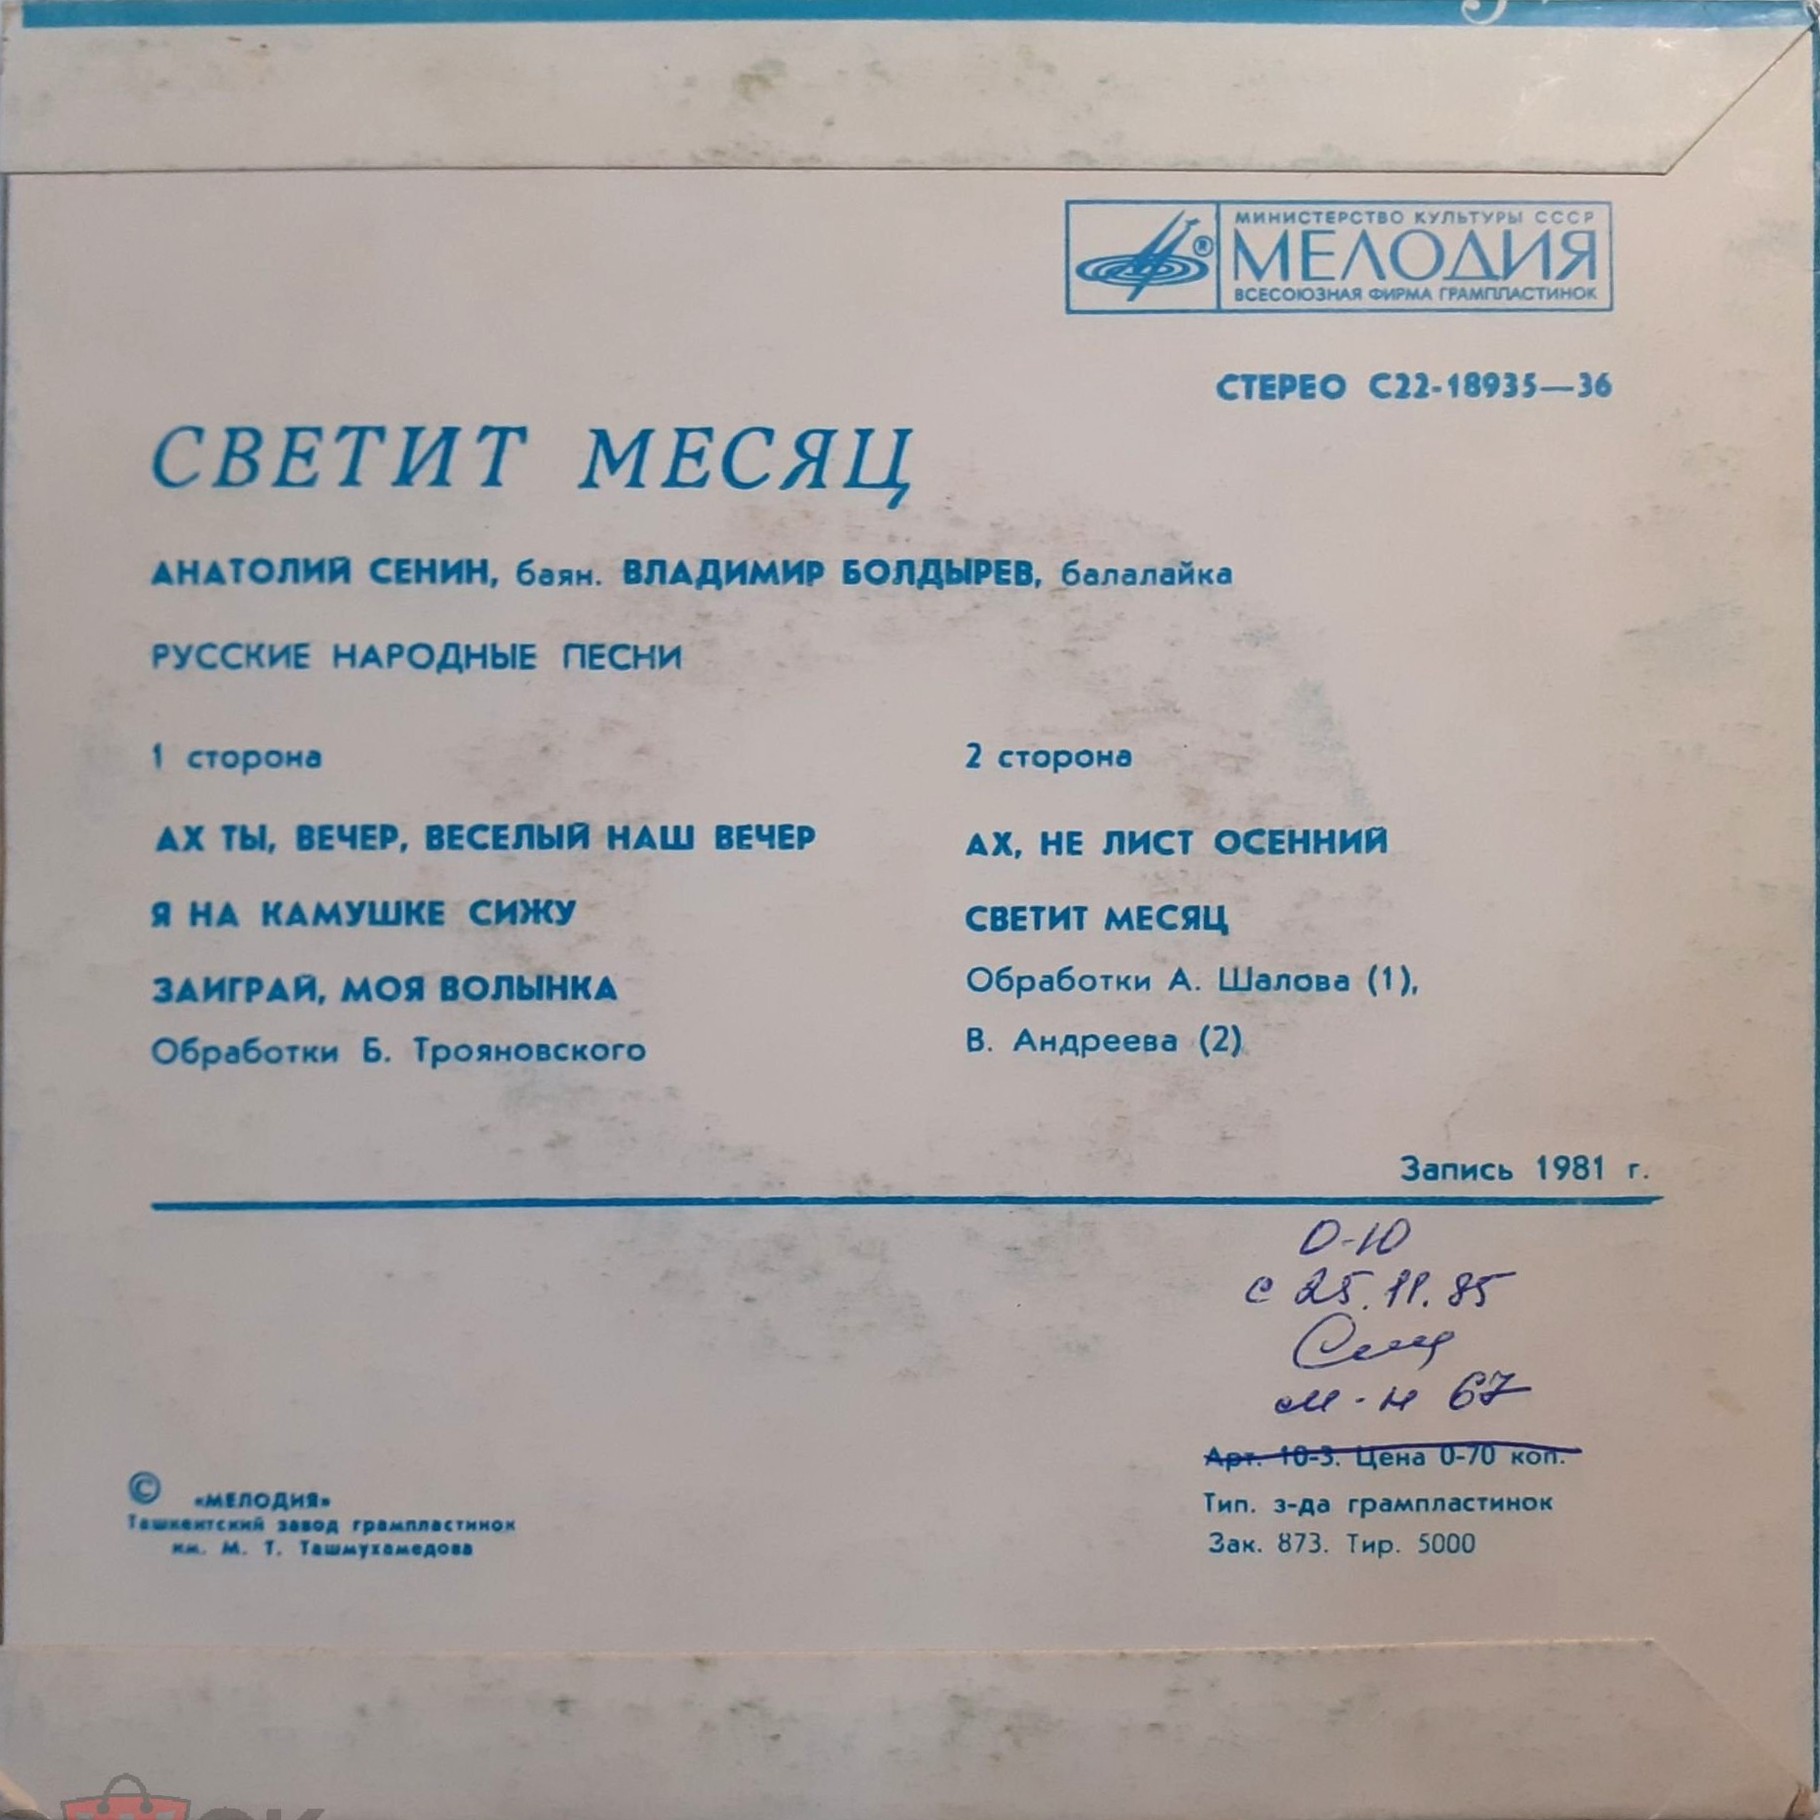 МИНИСТЕРСТВО КУЛЬТУРЫ СССР
МЕЛОДИЯ
ВСЕСОЮЗНАЯ ФИРМА ГРАМПЛАСТИНОК
СТЕРЕО С22-18935—36
СВЕТИТ МЕСЯЦ
АНАТОЛИЙ СЕНИН, баян. ВЛАДИМИР БОЛДЫРЕВ, балалайка
РУССКИЕ НАРОДНЫЕ ПЕСНИ
1 сторона
АХ ТЫ, ВЕЧЕР, ВЕСЕЛЫЙ НАШ ВЕЧЕР
Я НА КАМУШКЕ СИЖУ
ЗАИГРАЙ, МОЯ ВОЛЫНКА
Обработки Б. Трояновского
2 сторона
АХ, НЕ ЛИСТ ОСЕННИЙ
СВЕТИТ МЕСЯЦ
Обработки А. Шалова (1),
В. Андреева (2)
Запись 1981 г.
0-10
с 25.11.85
м-н 67
Арт. 10-3. Цена 0-70 коп.
Тип. з-да грампластинок
Зак. 873. Тир. 5000
© «МЕЛОДИЯ»
Ташкентский завод грампластинок
им. М. Т. Ташмухамедова